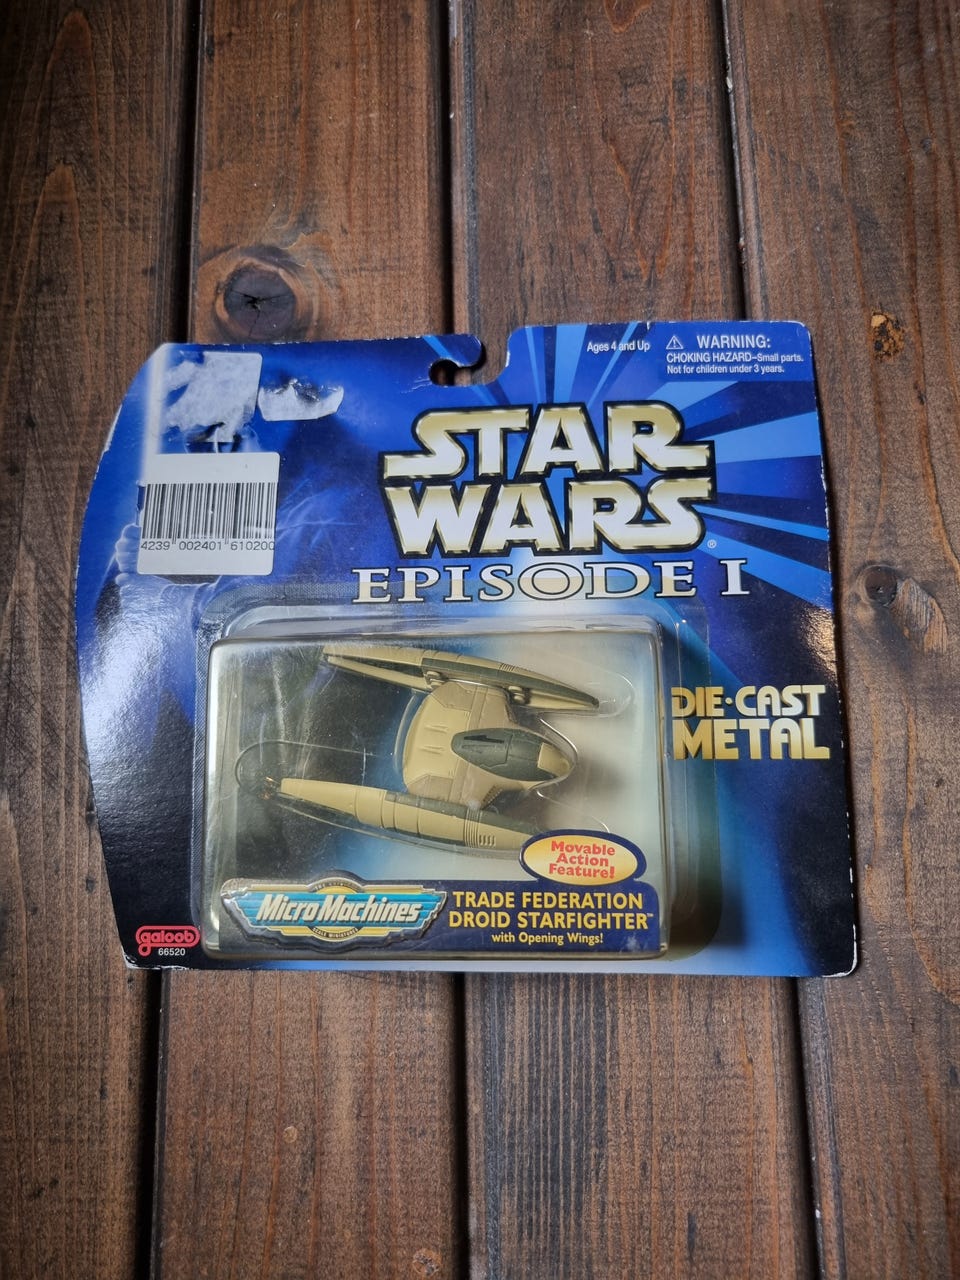 Ages 4 and Up
⚠ WARNING:
CHOKING HAZARD–Small parts.
Not for children under 3 years.
STAR
WARS®
EPISODE I
4239 002401 610200
DIE·CAST
METAL
Movable
Action
Feature!
MicroMachines
TRADE FEDERATION
DROID STARFIGHTER™
with Opening Wings!
galoob
66520